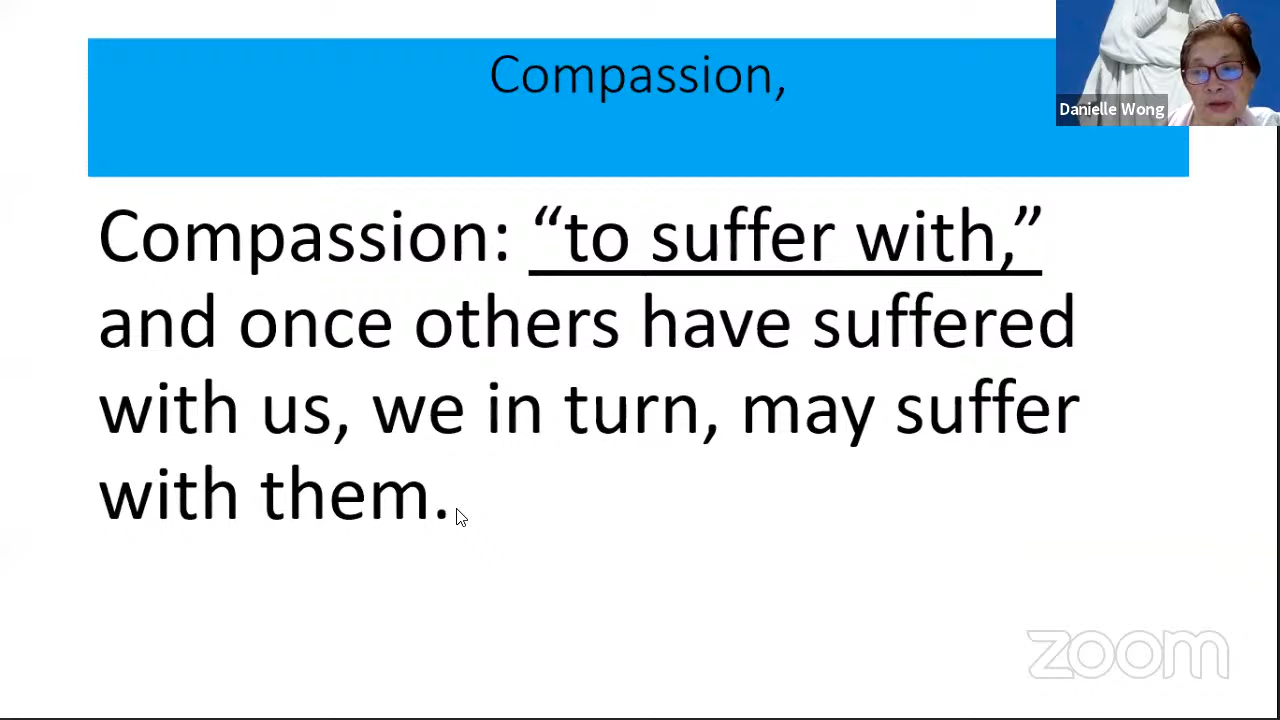 Compassion,
Danielle Wong
Compassion: “to suffer with,”
and once others have suffered
with us, we in turn, may suffer
with them.
zoom